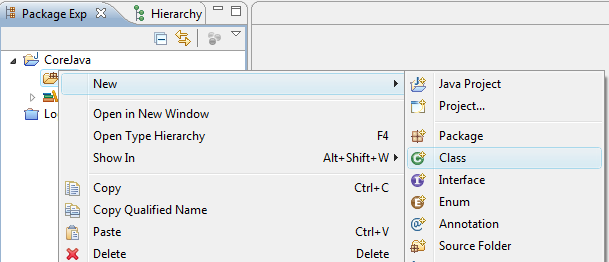 Package Exp Hierarchy
CoreJava
Lo
New
Open in New Window
Open Type Hierarchy F4
Show In Alt+Shift+W
Copy Ctrl+C
Copy Qualified Name
Paste Ctrl+V
Delete Delete
Java Project
Project...
Package
Class
Interface
Enum
Annotation
Source Folder